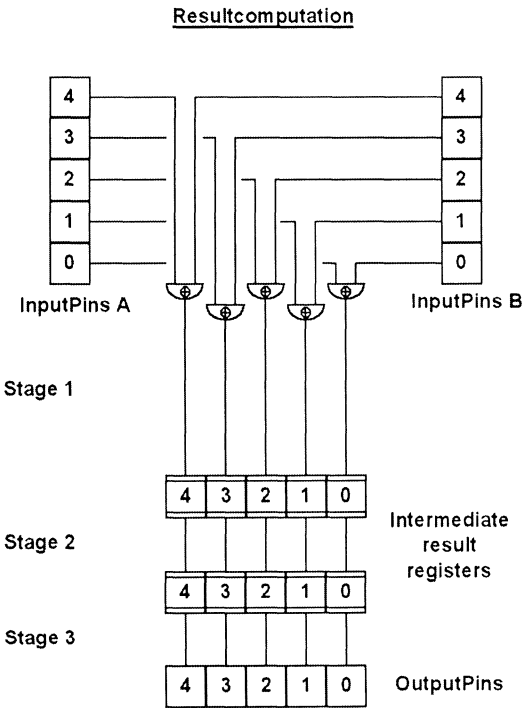 Resultcomputation
4 4
3 3
2 2
1 1
0 0
InputPins A InputPins B
Stage 1
4 3 2 1 0
Intermediate
result
registers
Stage 2
4 3 2 1 0
Stage 3
4 3 2 1 0
OutputPins